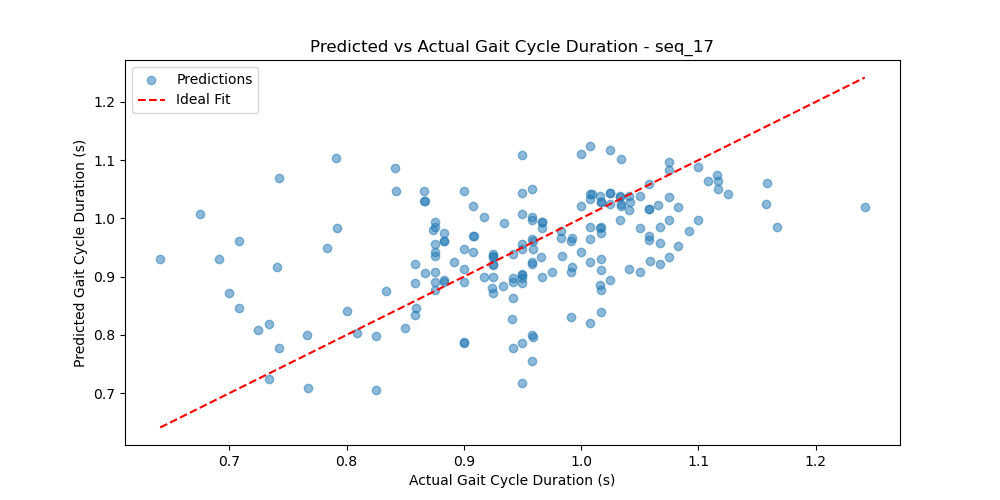 Predicted vs Actual Gait Cycle Duration - seq_17
Predictions
Ideal Fit
Predicted Gait Cycle Duration (s)
1.2
1.1
1.0
0.9
0.8
0.7
0.7 0.8 0.9 1.0 1.1 1.2
Actual Gait Cycle Duration (s)